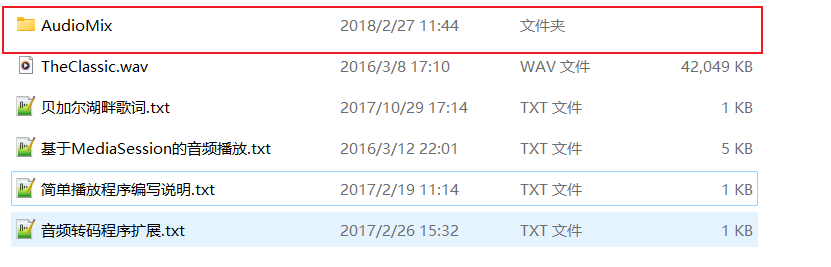 AudioMix 2018/2/27 11:44 文件夹
TheClassic.wav 2016/3/8 17:10 WAV 文件 42,049 KB
贝加尔湖畔歌词.txt 2017/10/29 17:14 TXT 文件 1 KB
基于MediaSession的音频播放.txt 2016/3/12 22:01 TXT 文件 5 KB
简单播放程序编写说明.txt 2017/2/19 11:14 TXT 文件 1 KB
音频转码程序扩展.txt 2017/2/26 15:32 TXT 文件 1 KB